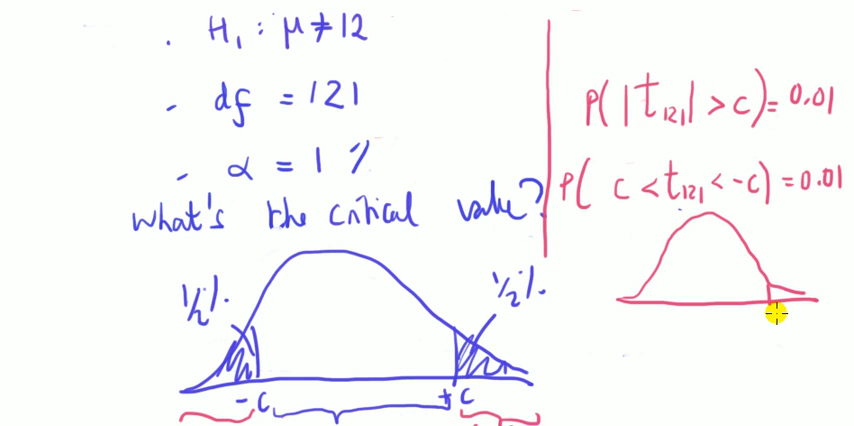 . H₁ : μ ≠ 12
- df = 121
- α = 1 %
what's the critical value?
½%.
½%.
- c
+ c
P( |t₁₂₁| > c) = 0.01
P( c < t₁₂₁ < -c) = 0.01